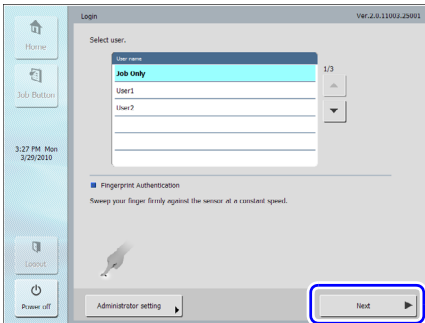 Login
Ver.2.0.11003.25001
Home
Job Button
3:27 PM Mon
3/29/2010
Logout
Power off
Select user.
User name
Job Only
User1
User2
1/3
Fingerprint Authentication
Sweep your finger firmly against the sensor at a constant speed.
Administrator setting
Next